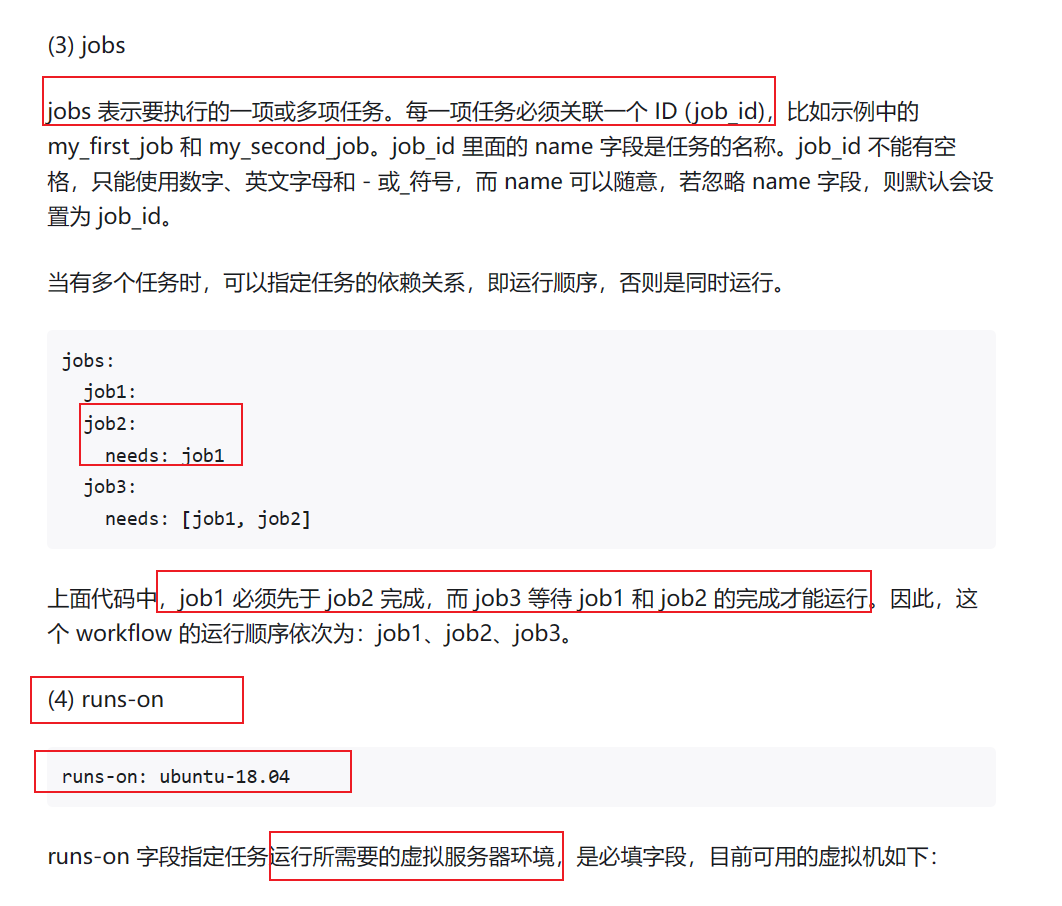 (3) jobs
jobs 表示要执行的一项或多项任务。每一项任务必须关联一个 ID (job_id)，比如示例中的
my_first_job 和 my_second_job。job_id 里面的 name 字段是任务的名称。job_id 不能有空
格，只能使用数字、英文字母和 - 或_符号，而 name 可以随意，若忽略 name 字段，则默认会设
置为 job_id。
当有多个任务时，可以指定任务的依赖关系，即运行顺序，否则是同时运行。
jobs:
  job1:
  job2:
    needs: job1
  job3:
    needs: [job1, job2]
上面代码中，job1 必须先于 job2 完成，而 job3 等待 job1 和 job2 的完成才能运行。因此，这
个 workflow 的运行顺序依次为：job1、job2、job3。
(4) runs-on
runs-on: ubuntu-18.04
runs-on 字段指定任务运行所需要的虚拟服务器环境，是必填字段，目前可用的虚拟机如下：